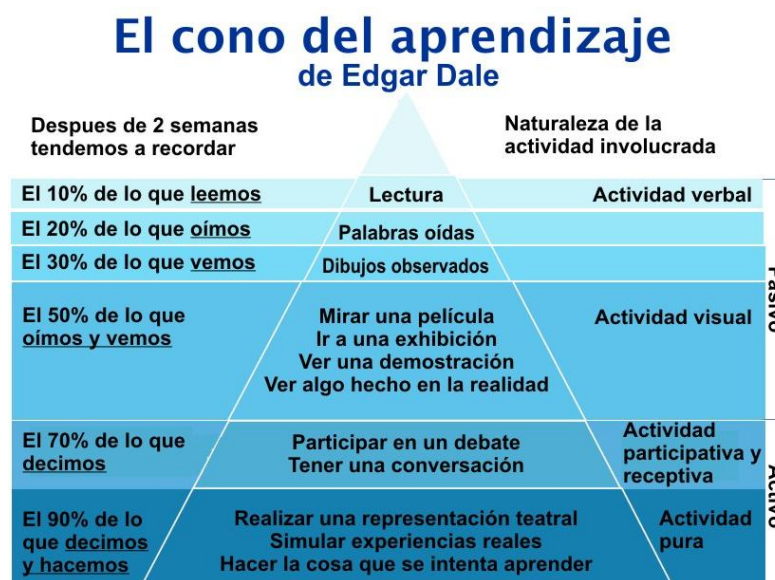 El cono del aprendizaje
de Edgar Dale
Despues de 2 semanas
tendemos a recordar
Naturaleza de la
actividad involucrada
El 10% de lo que leemos
Lectura
Actividad verbal
El 20% de lo que oímos
Palabras oídas
El 30% de lo que vemos
Dibujos observados
El 50% de lo que
oímos y vemos
Mirar una película
Ir a una exhibición
Ver una demostración
Ver algo hecho en la realidad
Actividad visual
Pasivo
El 70% de lo que
decimos
Participar en un debate
Tener una conversación
Actividad
participativa y
receptiva
El 90% de lo
que decimos
y hacemos
Realizar una representación teatral
Simular experiencias reales
Hacer la cosa que se intenta aprender
Actividad
pura
Activo